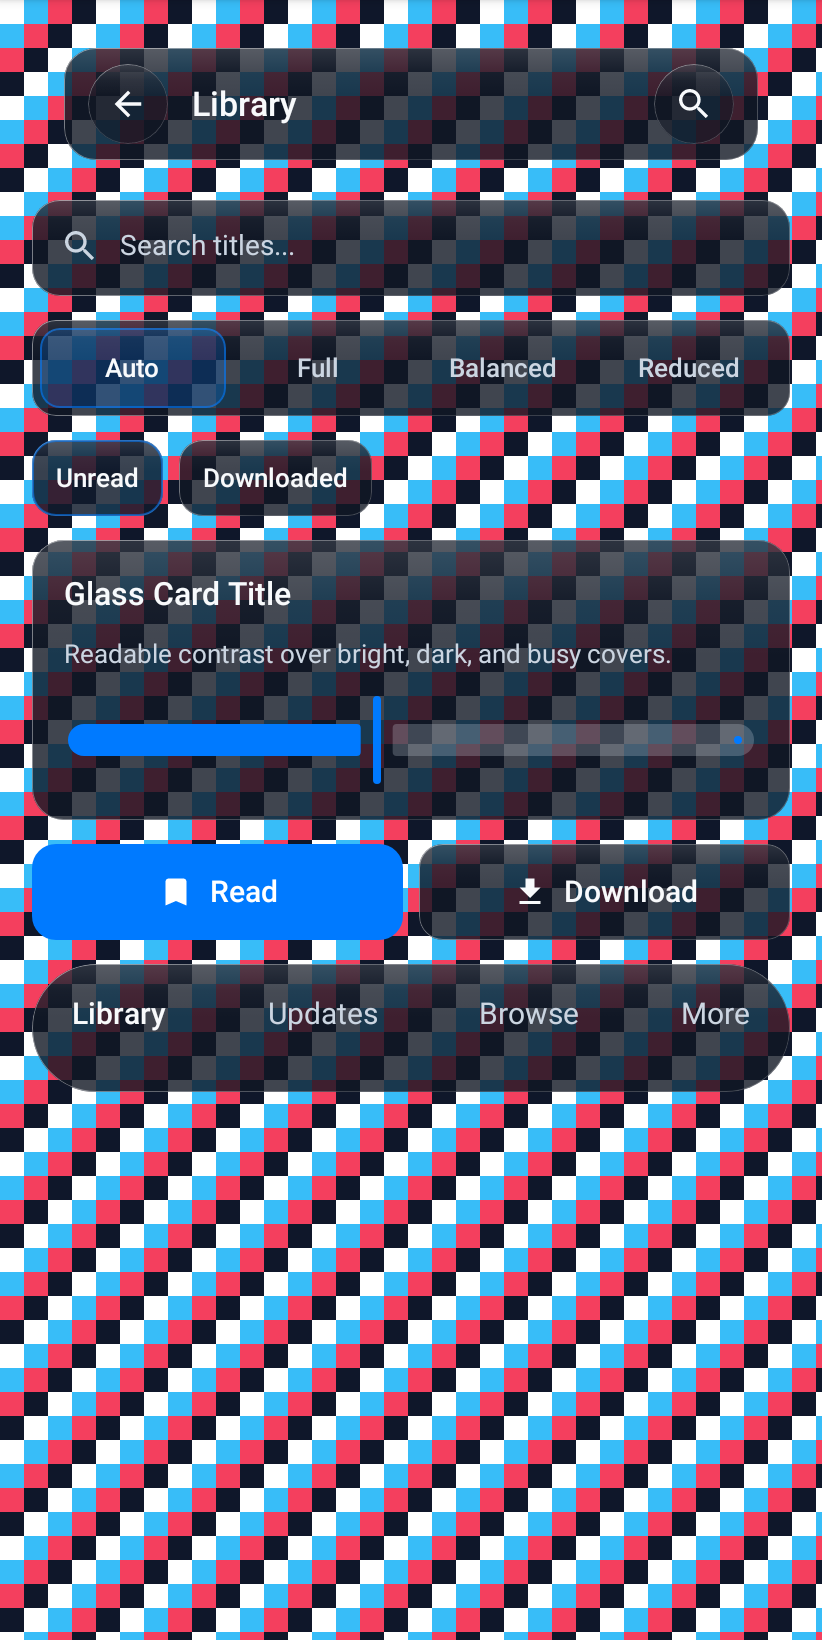 Library
Search titles...
Auto Full Balanced Reduced
Unread Downloaded
Glass Card Title
Readable contrast over bright, dark, and busy covers.
Read Download
Library Updates Browse More